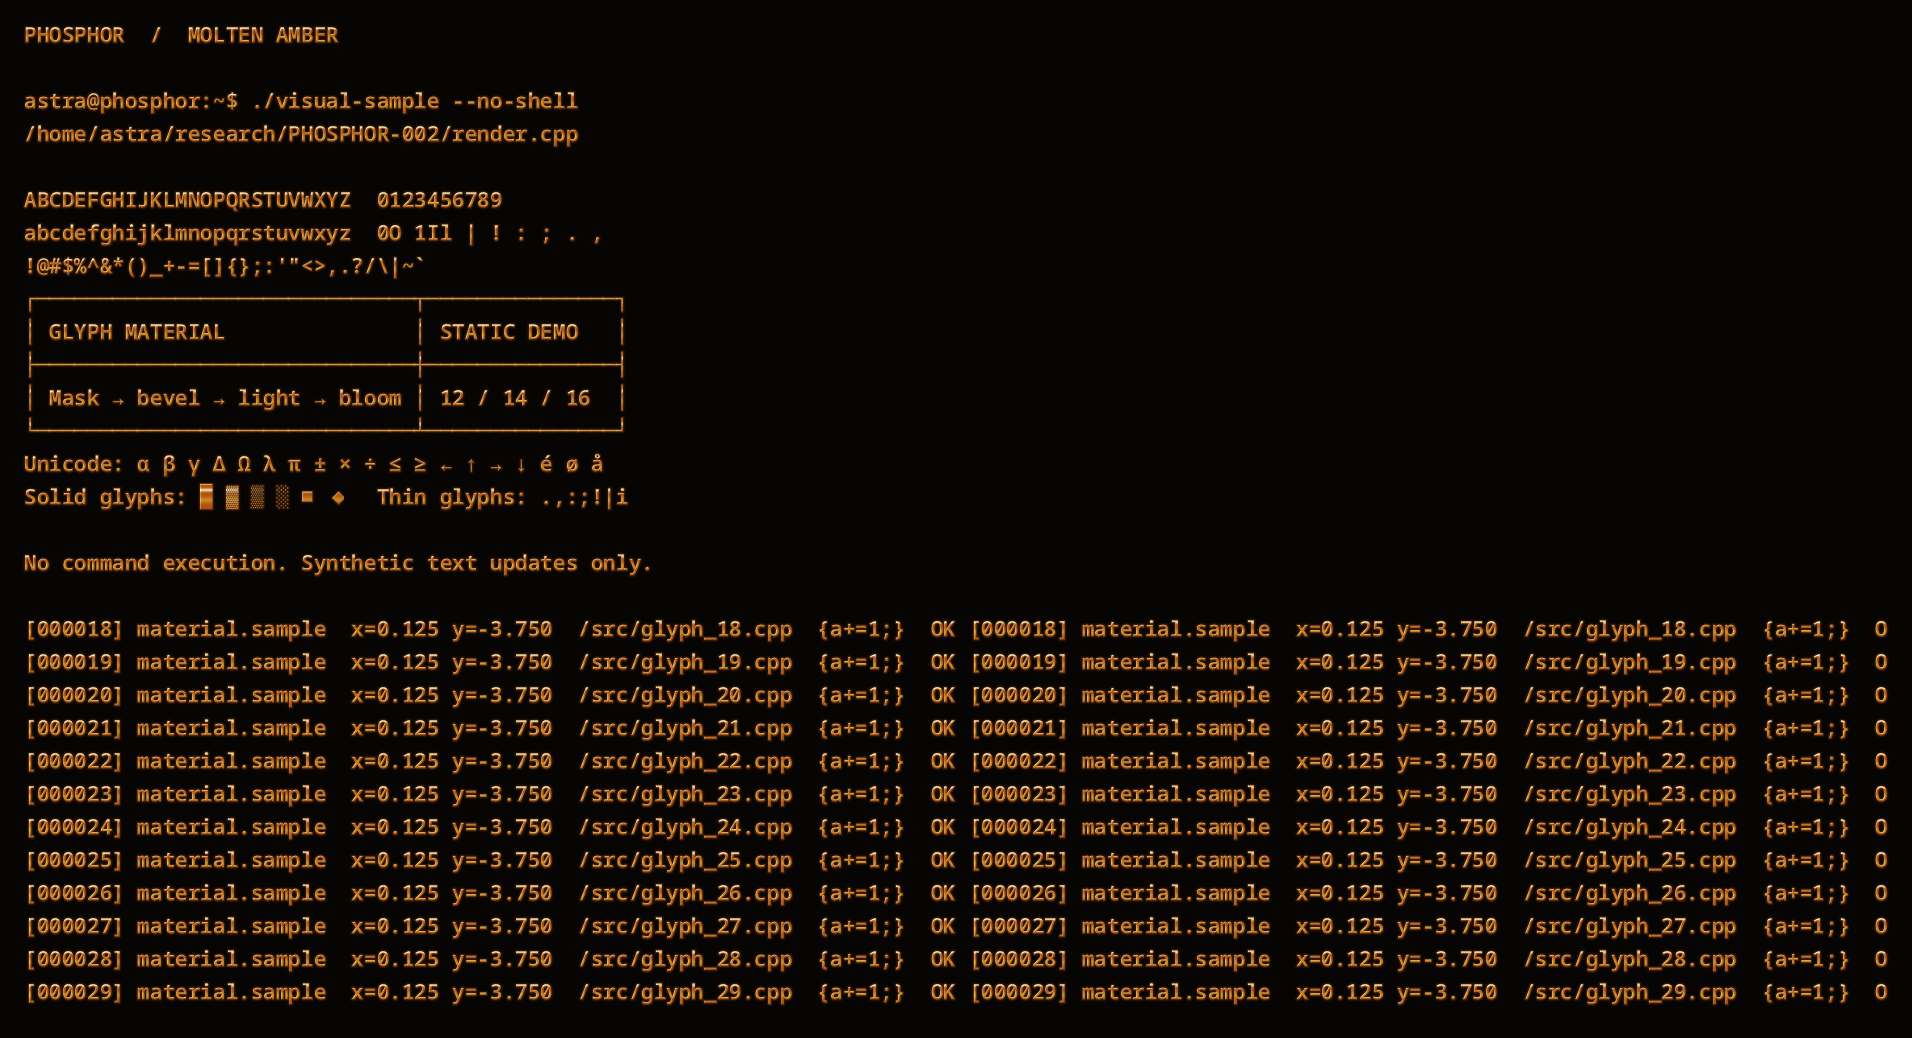 PHOSPHOR  /  MOLTEN AMBER
astra@phosphor:~$ ./visual-sample --no-shell
/home/astra/research/PHOSPHOR-002/render.cpp
ABCDEFGHIJKLMNOPQRSTUVWXYZ  0123456789
abcdefghijklmnopqrstuvwxyz  0O 1Il | ! : ; . ,
!@#$%^&*()_+-=[]{};:'"<>,.?/\|~`
┌──────────────────────────────┬───────────────┐
│ GLYPH MATERIAL               │ STATIC DEMO   │
├──────────────────────────────┼───────────────┤
│ Mask → bevel → light → bloom │ 12 / 14 / 16  │
└──────────────────────────────┴───────────────┘
Unicode: α β γ Δ Ω λ π ± × ÷ ≤ ≥ ← ↑ → ↓ é ø å
Solid glyphs: █ ▓ ▒ ░ ■ ◆  Thin glyphs: .,:;!|i
No command execution. Synthetic text updates only.
[000018] material.sample  x=0.125 y=-3.750  /src/glyph_18.cpp  {a+=1;}  OK [000018] material.sample  x=0.125 y=-3.750  /src/glyph_18.cpp  {a+=1;}  O
[000019] material.sample  x=0.125 y=-3.750  /src/glyph_19.cpp  {a+=1;}  OK [000019] material.sample  x=0.125 y=-3.750  /src/glyph_19.cpp  {a+=1;}  O
[000020] material.sample  x=0.125 y=-3.750  /src/glyph_20.cpp  {a+=1;}  OK [000020] material.sample  x=0.125 y=-3.750  /src/glyph_20.cpp  {a+=1;}  O
[000021] material.sample  x=0.125 y=-3.750  /src/glyph_21.cpp  {a+=1;}  OK [000021] material.sample  x=0.125 y=-3.750  /src/glyph_21.cpp  {a+=1;}  O
[000022] material.sample  x=0.125 y=-3.750  /src/glyph_22.cpp  {a+=1;}  OK [000022] material.sample  x=0.125 y=-3.750  /src/glyph_22.cpp  {a+=1;}  O
[000023] material.sample  x=0.125 y=-3.750  /src/glyph_23.cpp  {a+=1;}  OK [000023] material.sample  x=0.125 y=-3.750  /src/glyph_23.cpp  {a+=1;}  O
[000024] material.sample  x=0.125 y=-3.750  /src/glyph_24.cpp  {a+=1;}  OK [000024] material.sample  x=0.125 y=-3.750  /src/glyph_24.cpp  {a+=1;}  O
[000025] material.sample  x=0.125 y=-3.750  /src/glyph_25.cpp  {a+=1;}  OK [000025] material.sample  x=0.125 y=-3.750  /src/glyph_25.cpp  {a+=1;}  O
[000026] material.sample  x=0.125 y=-3.750  /src/glyph_26.cpp  {a+=1;}  OK [000026] material.sample  x=0.125 y=-3.750  /src/glyph_26.cpp  {a+=1;}  O
[000027] material.sample  x=0.125 y=-3.750  /src/glyph_27.cpp  {a+=1;}  OK [000027] material.sample  x=0.125 y=-3.750  /src/glyph_27.cpp  {a+=1;}  O
[000028] material.sample  x=0.125 y=-3.750  /src/glyph_28.cpp  {a+=1;}  OK [000028] material.sample  x=0.125 y=-3.750  /src/glyph_28.cpp  {a+=1;}  O
[000029] material.sample  x=0.125 y=-3.750  /src/glyph_29.cpp  {a+=1;}  OK [000029] material.sample  x=0.125 y=-3.750  /src/glyph_29.cpp  {a+=1;}  O